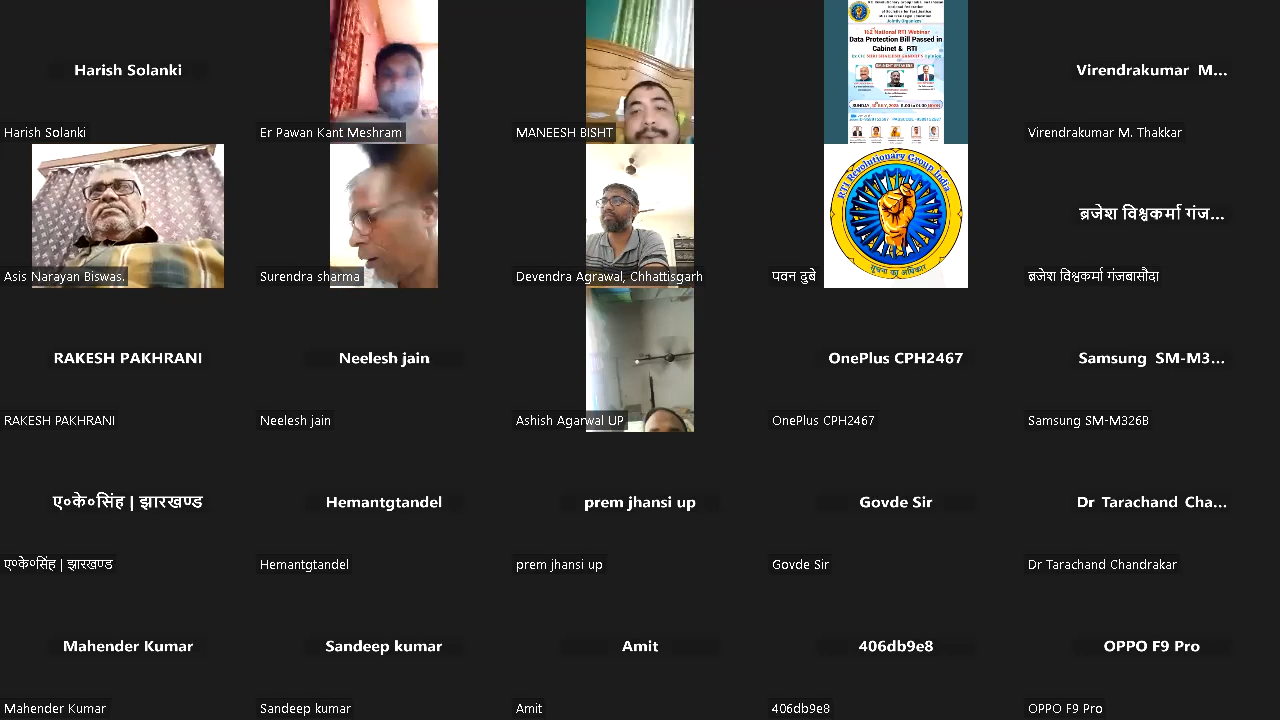 Harish Solanki
Harish Solanki
Er Pawan Kant Meshram
AVANEESH BISHT
162nd National RTI Webinar
Data Protection Bill Passed in
Cabinet & RTI
Virendrakumar M...
Virendrakumar M. Thakkar
Asis Narayan Biswas.
Surendra sharma
Devendra Agrawal, Chhattisgarh
RTI Revolutionary Group India
सूचना का अधिकार
पवन दुबे
ब्रजेश विश्वकर्मा गंज...
ब्रजेश विश्वकर्मा गंजबासौदा
RAKESH PAKHRANI
RAKESH PAKHRANI
Neelesh jain
Neelesh jain
Ashish Agarwal UP
OnePlus CPH2467
OnePlus CPH2467
Samsung SM-M3...
Samsung SM-M326B
ए०के०सिंह | झारखण्ड
ए०के०सिंह | झारखण्ड
Hemantgtandel
Hemantgtandel
prem jhansi up
prem jhansi up
Govde Sir
Govde Sir
Dr Tarachand Cha...
Dr Tarachand Chandrakar
Mahender Kumar
Mahender Kumar
Sandeep kumar
Sandeep kumar
Amit
Amit
406db9e8
406db9e8
OPPO F9 Pro
OPPO F9 Pro